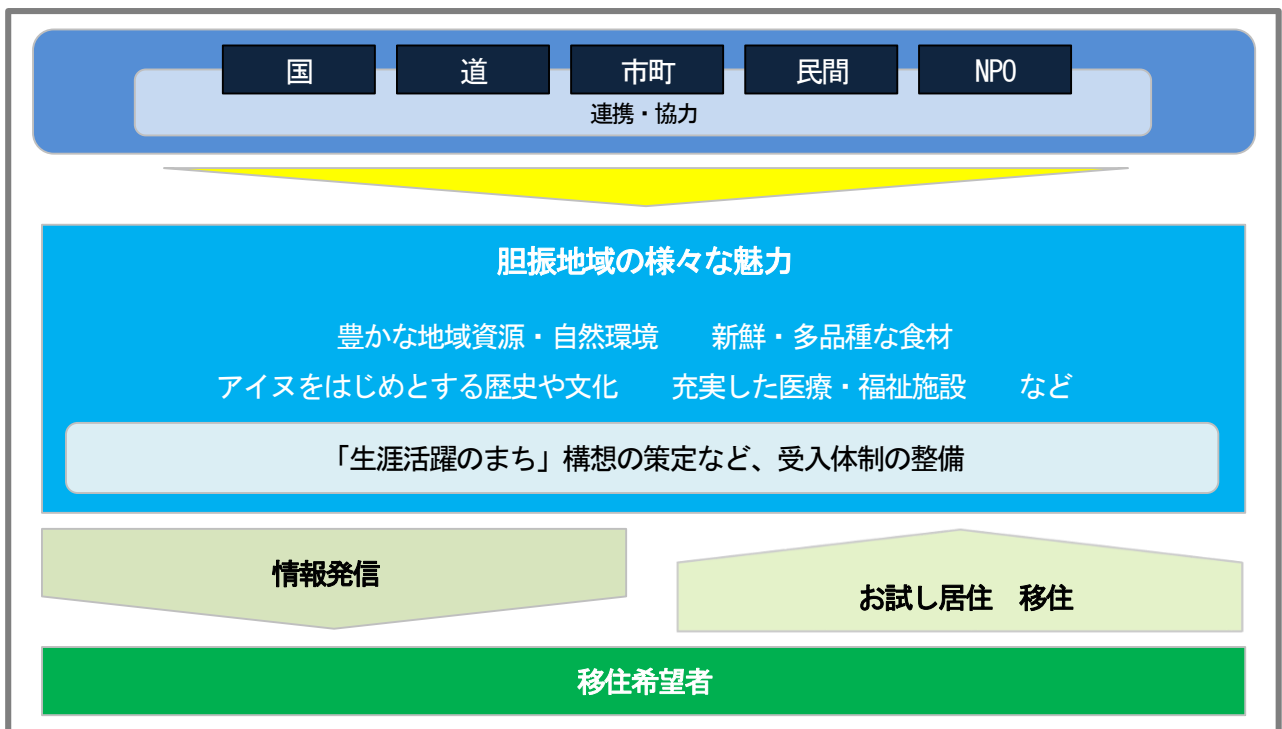 国　道　市町　民間　NPO
連携・協力
胆振地域の様々な魅力
豊かな地域資源・自然環境　　新鮮・多品種な食材
アイヌをはじめとする歴史や文化　　充実した医療・福祉施設　　など
「生涯活躍のまち」構想の策定など、受入体制の整備
情報発信
お試し居住　移住
移住希望者